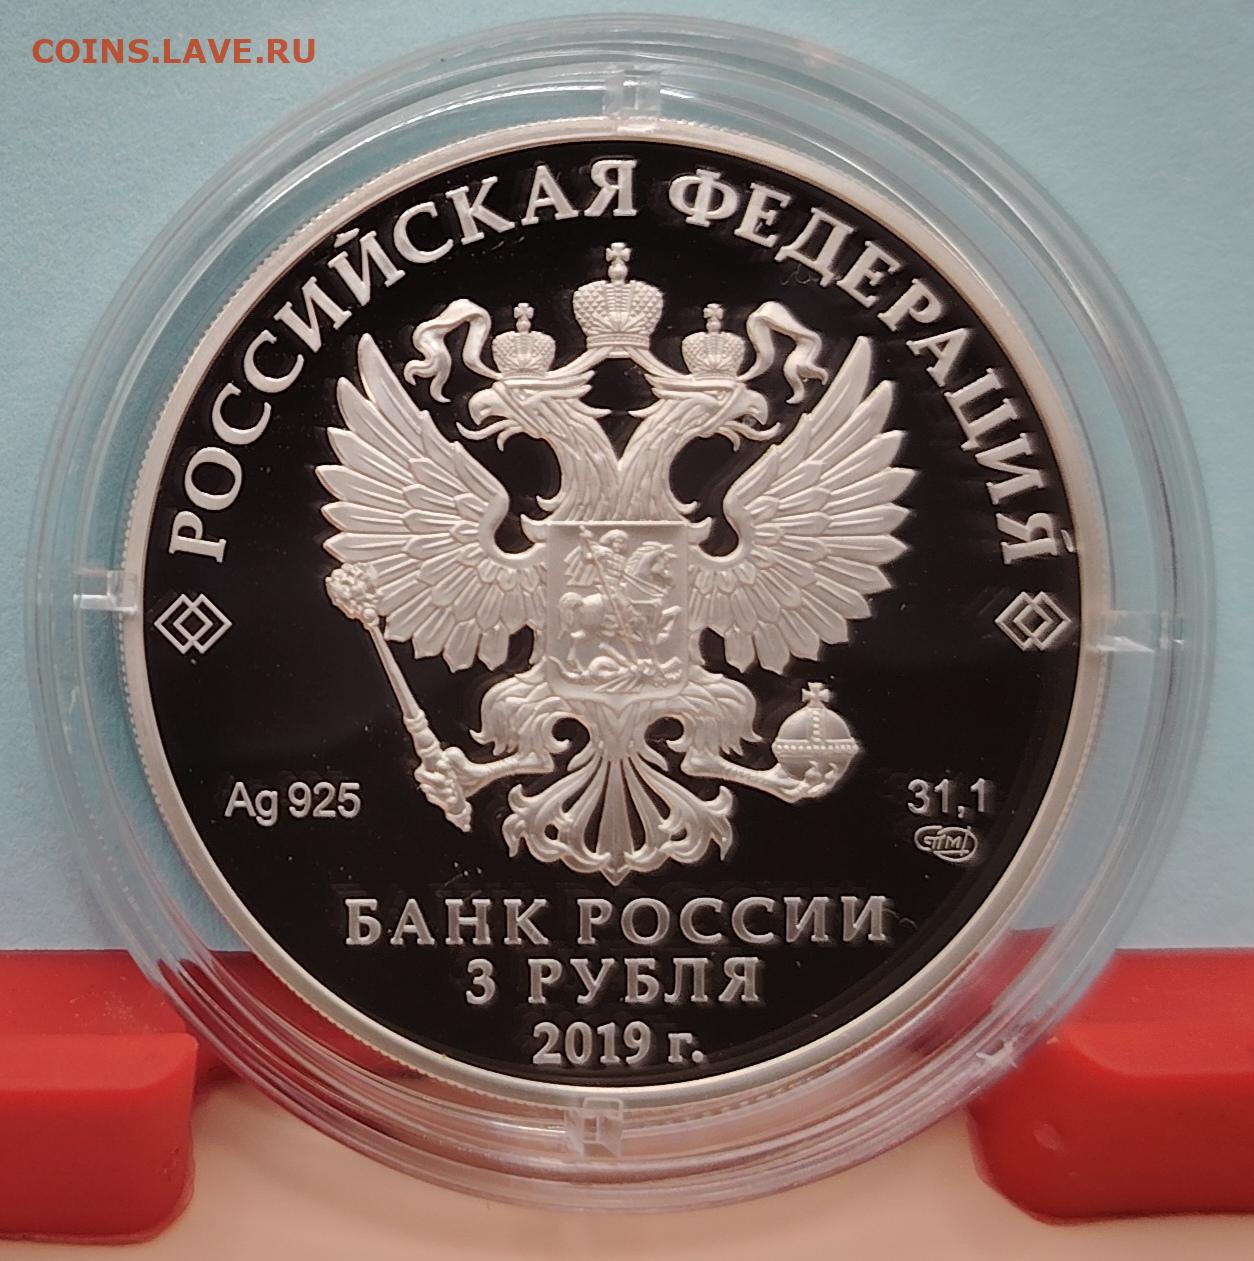 COINS.LAVE.RU
РОССИЙСКАЯ ФЕДЕРАЦИЯ
Ag 925
31,1
СПМД
БАНК РОССИИ
3 РУБЛЯ
2019 г.